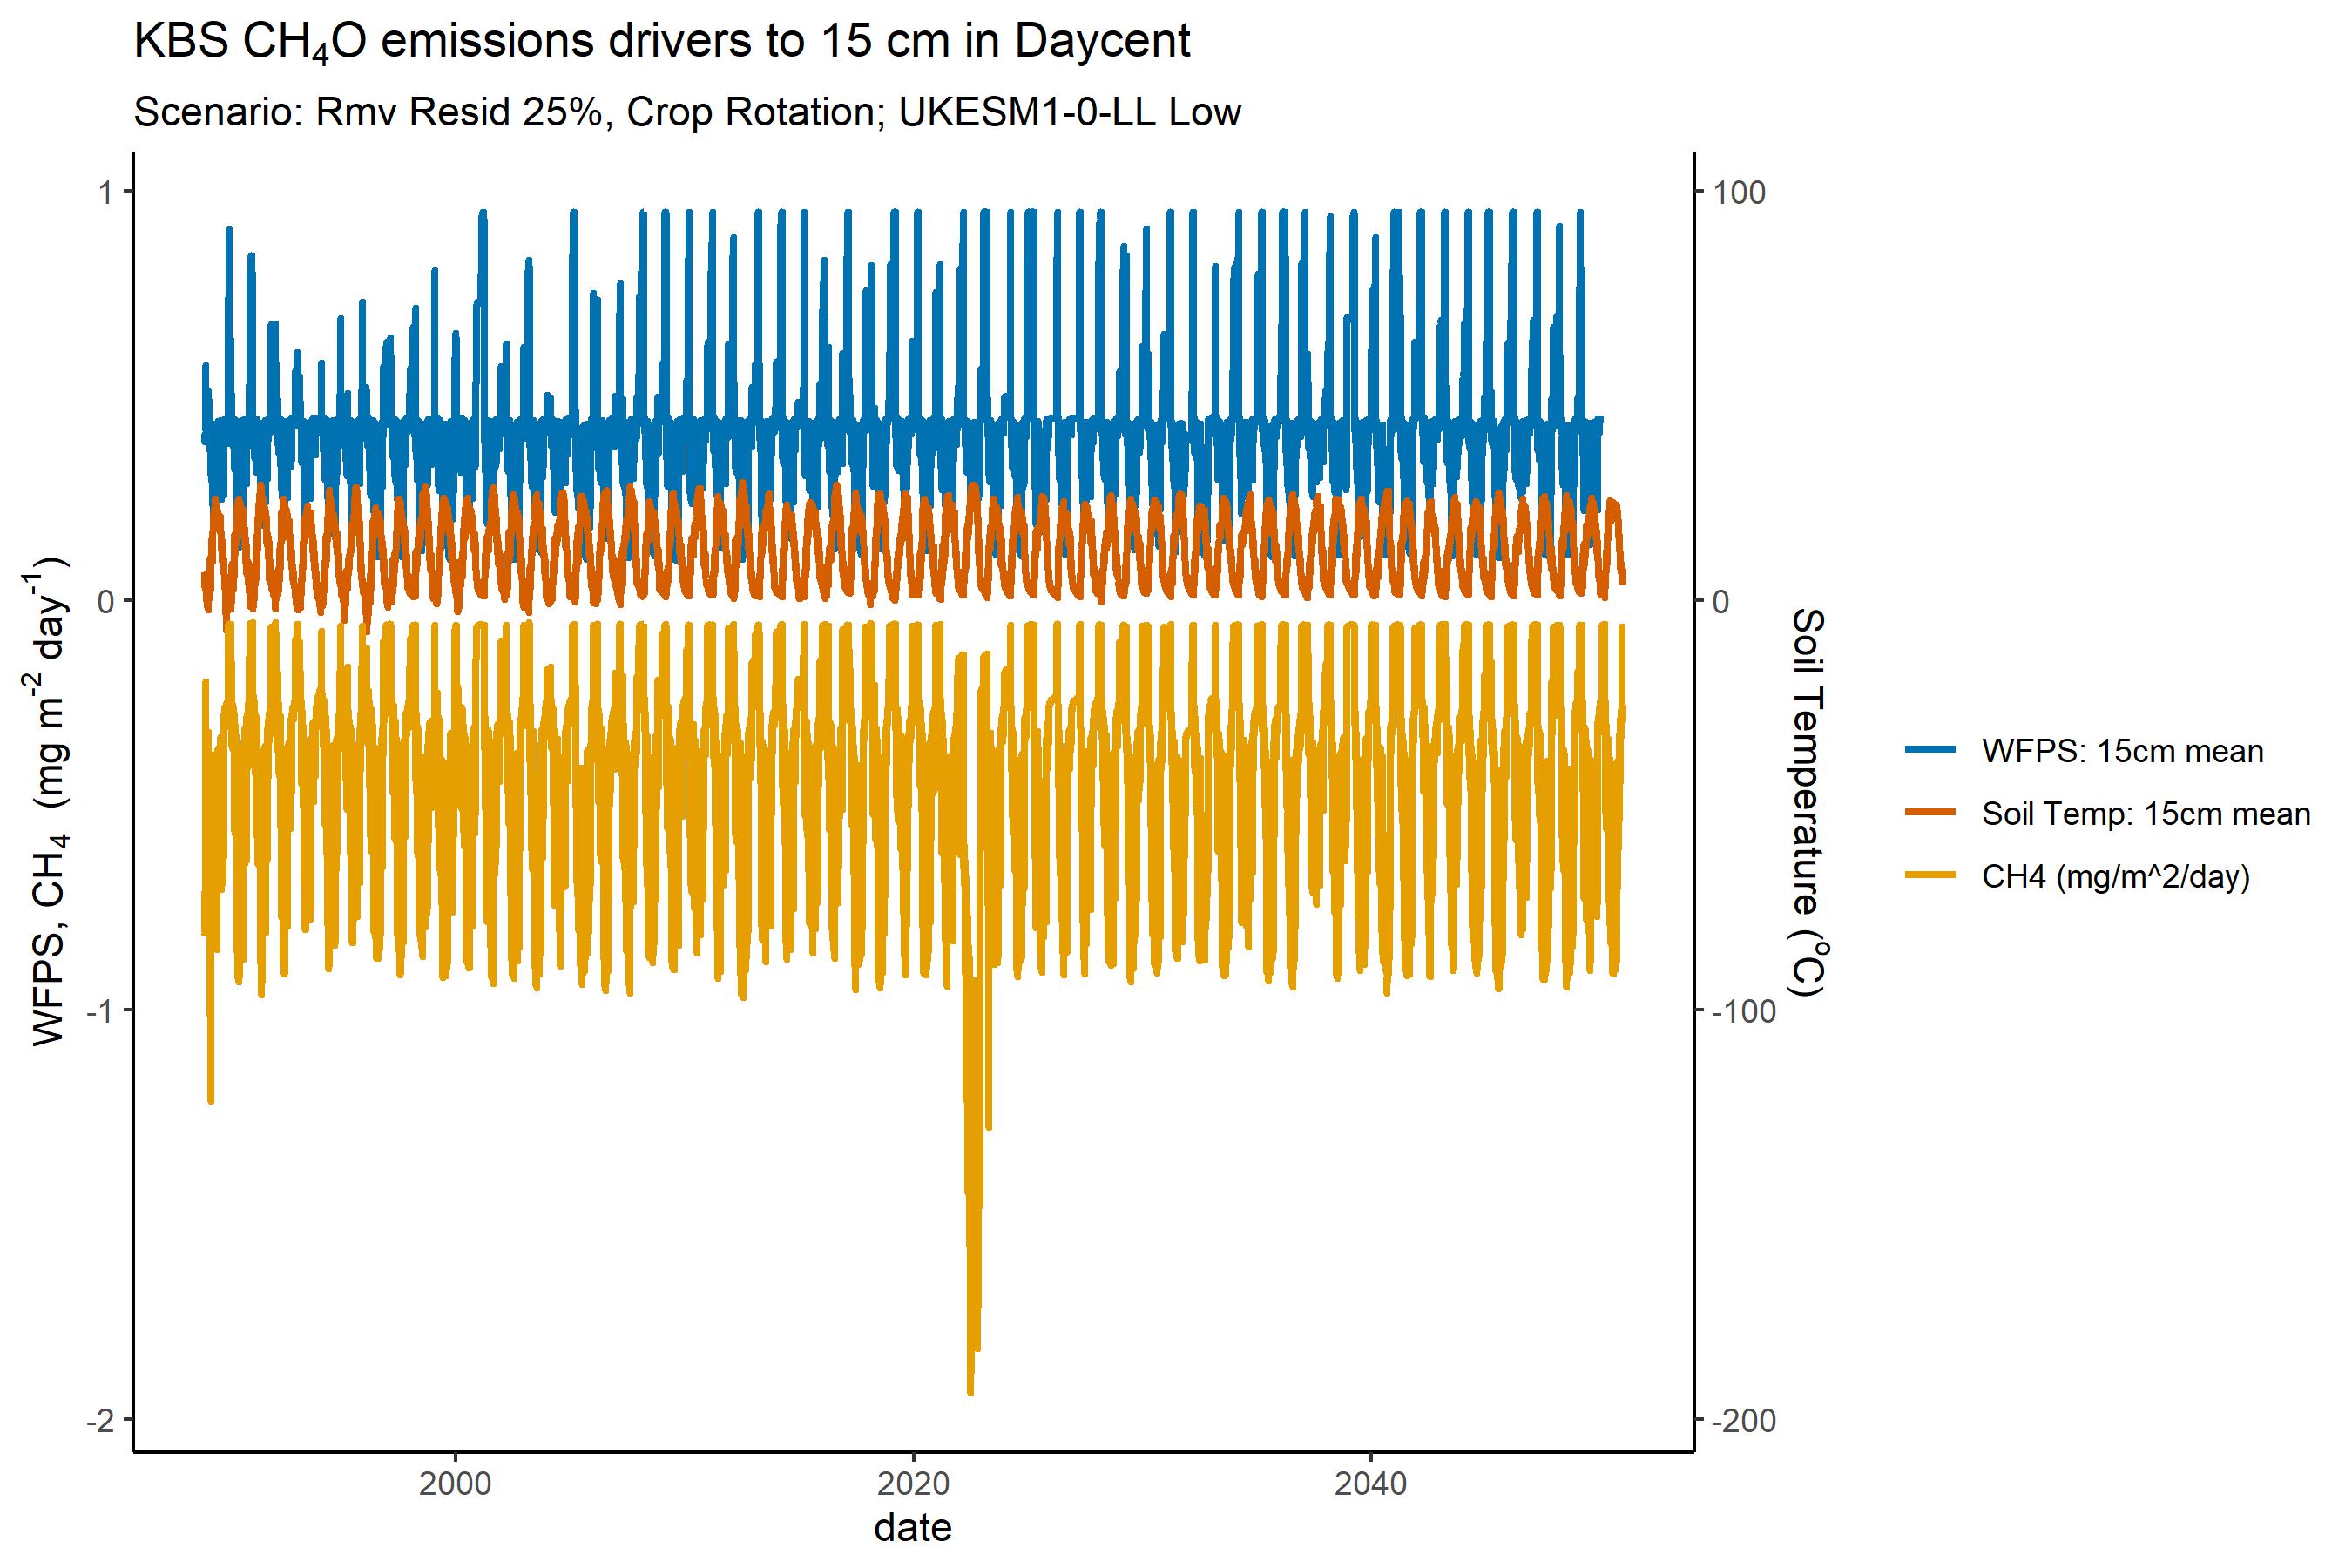 KBS CH₄O emissions drivers to 15 cm in Daycent
Scenario: Rmv Resid 25%, Crop Rotation; UKESM1-0-LL Low
1
0
-1
-2
WFPS, CH₄ (mg m⁻² day⁻¹)
100
0
-100
-200
Soil Temperature (ᵒC)
2000
2020
2040
date
WFPS: 15cm mean
Soil Temp: 15cm mean
CH4 (mg/m^2/day)